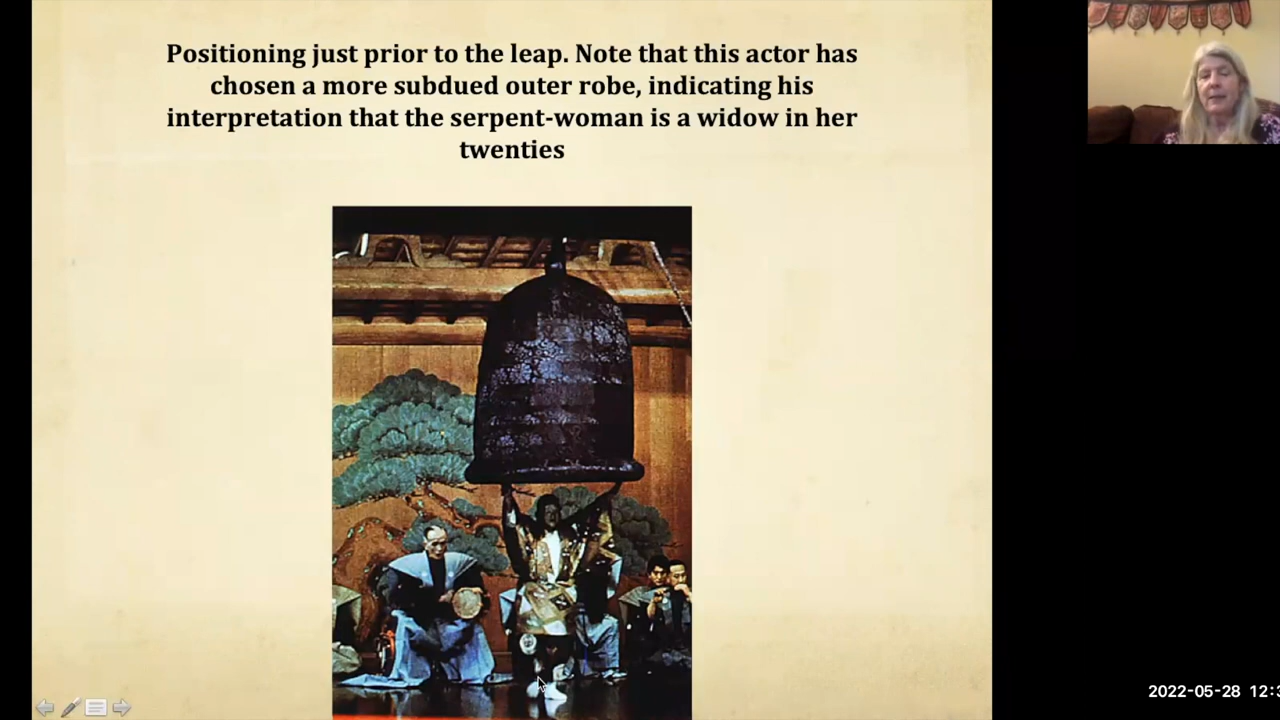 Positioning just prior to the leap. Note that this actor has
chosen a more subdued outer robe, indicating his
interpretation that the serpent-woman is a widow in her
twenties
2022-05-28 12:3